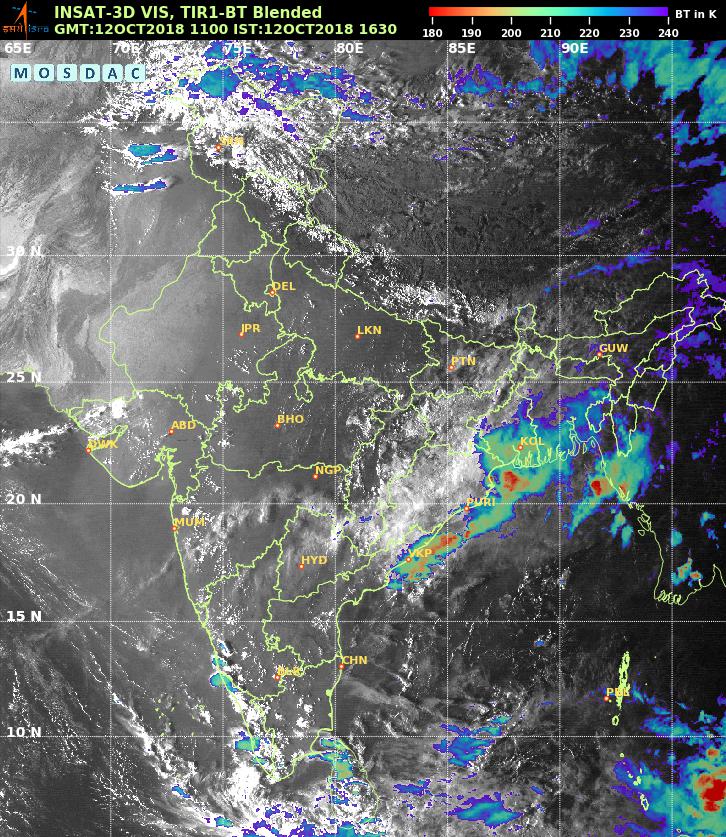 INSAT-3D VIS, TIR1-BT Blended
GMT:12OCT2018 1100 IST:12OCT2018 1630
BT in K
180 190 200 210 220 230 240
65E 70E 75E 80E 85E 90E
M O S D A C
30 N
DEL
JPR LKN
GUW
PTN
25 N
ABD BHO
DWK KOL
NGP
20 N PURI
MUM
VKP
HYD
15 N
CHN
10 N